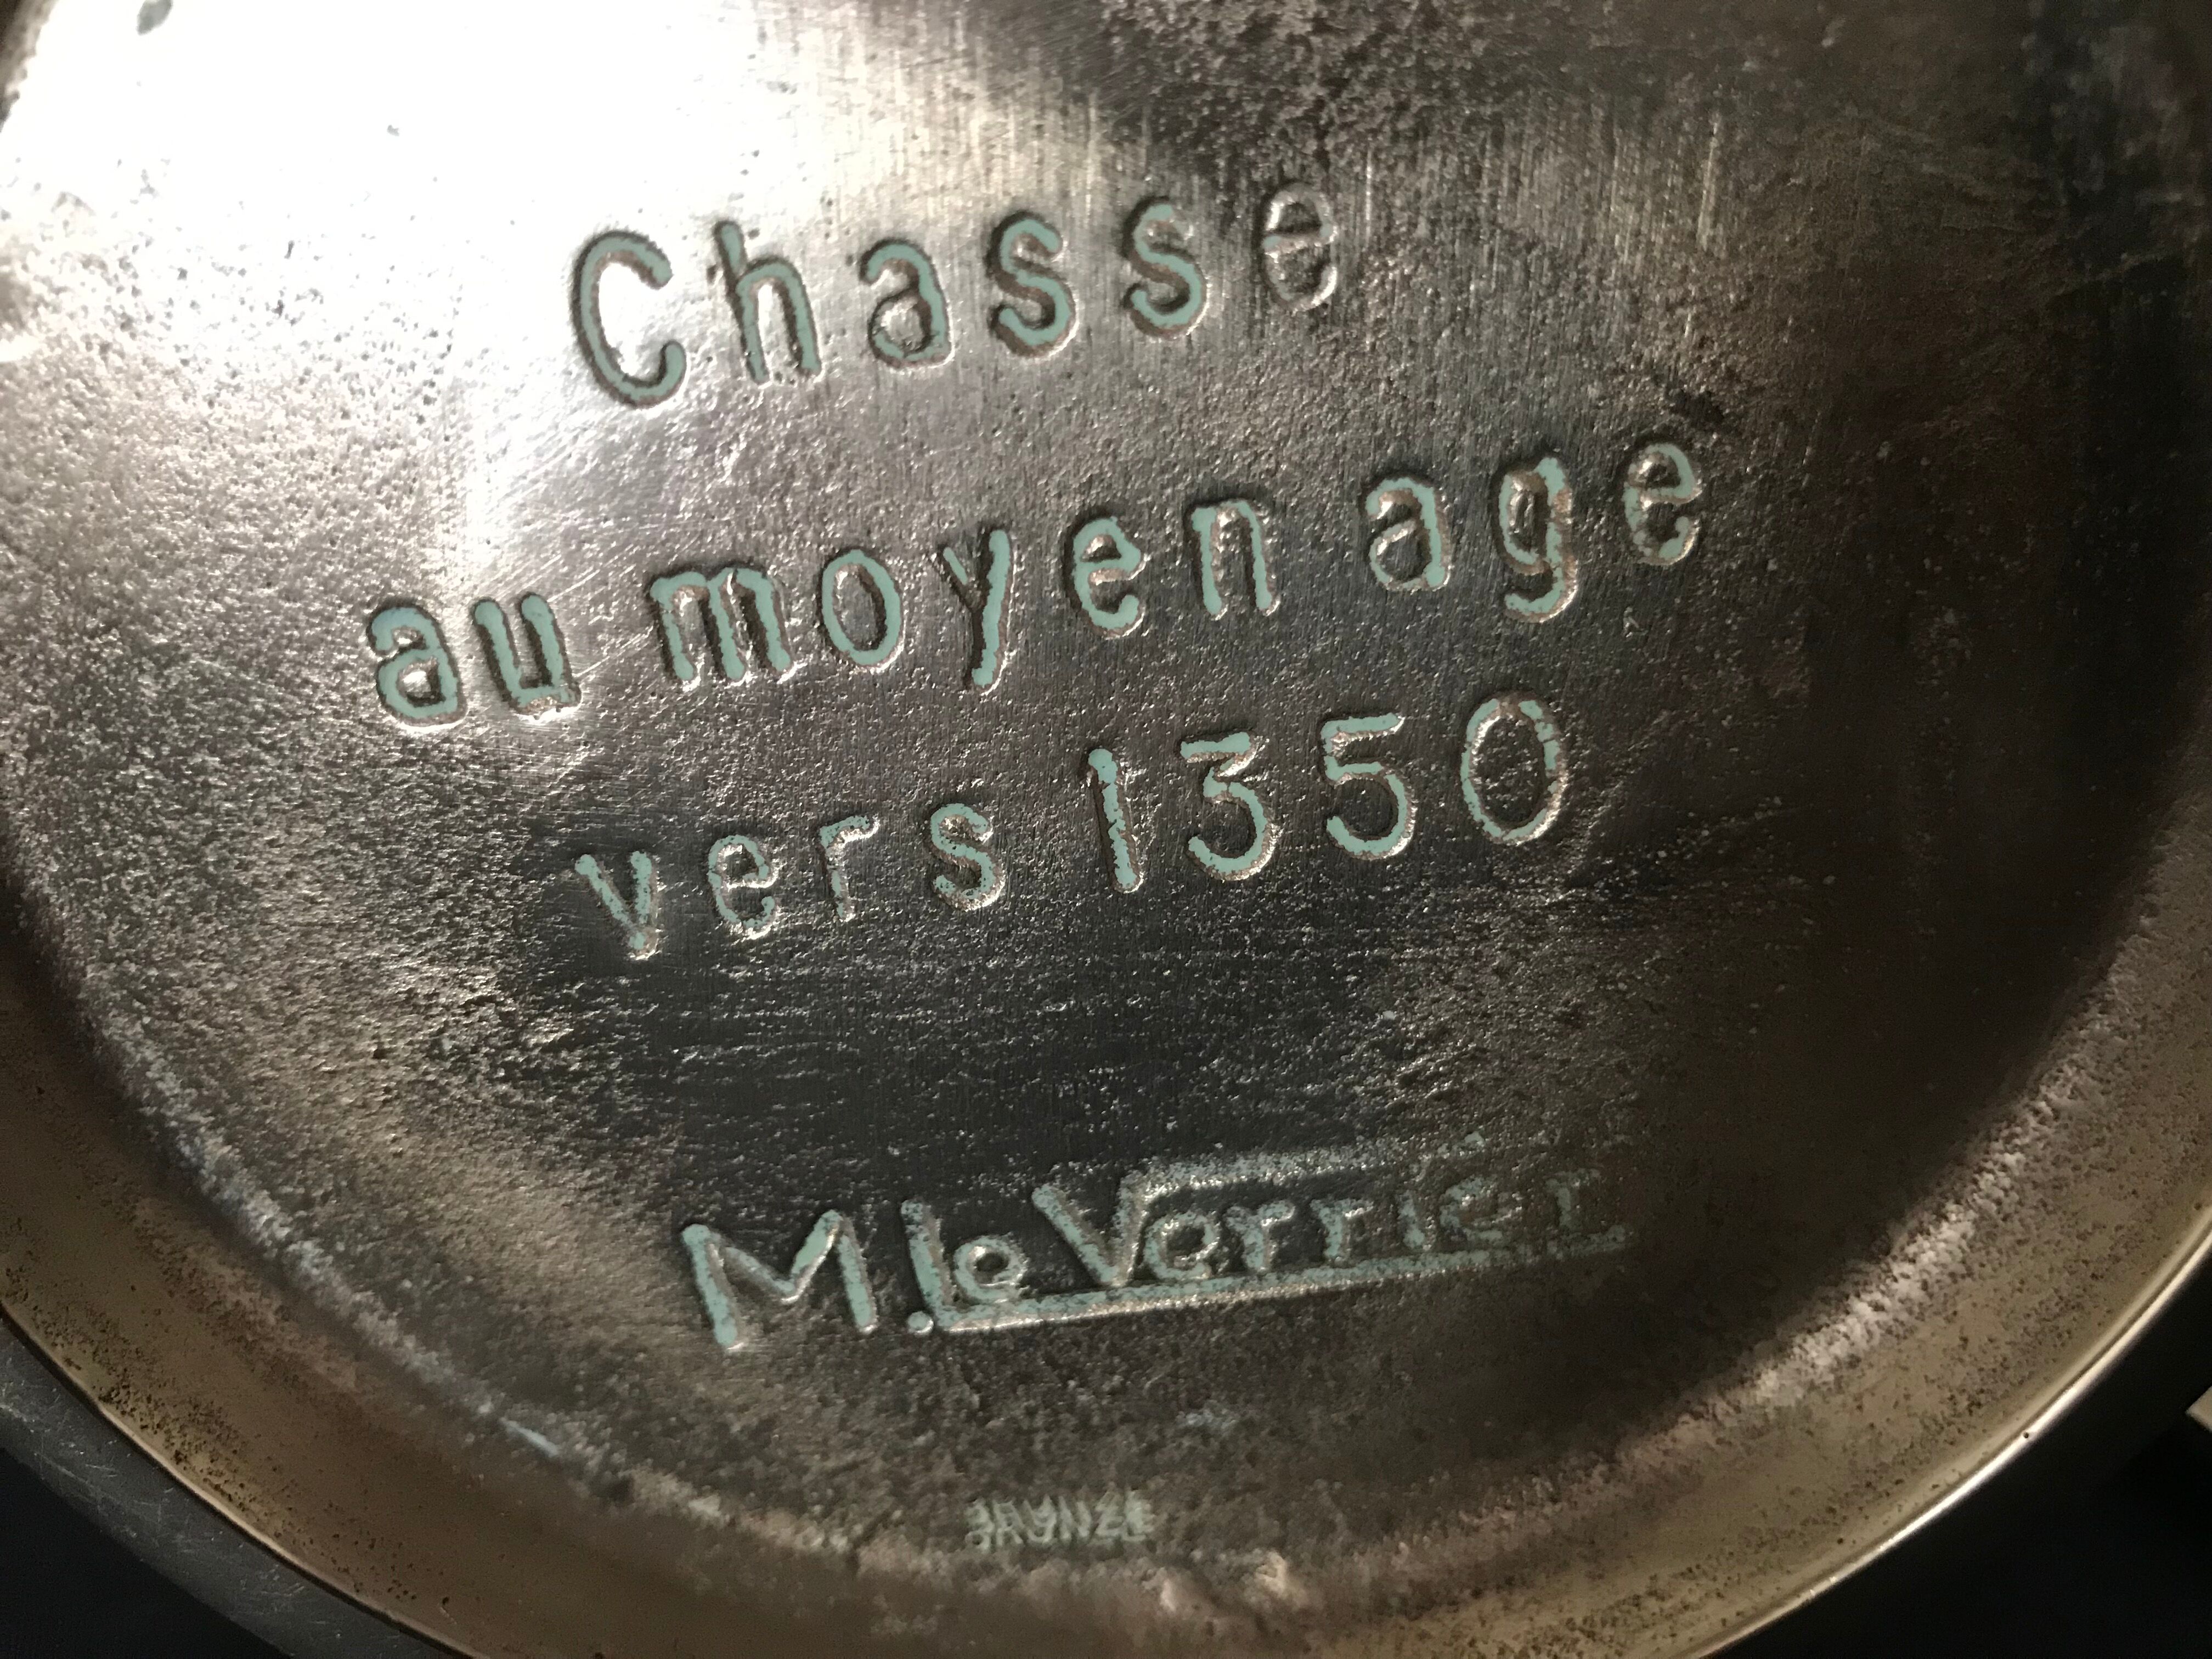 Chasse
au moyen age
vers 1350
M. le Verrier
BRONZE